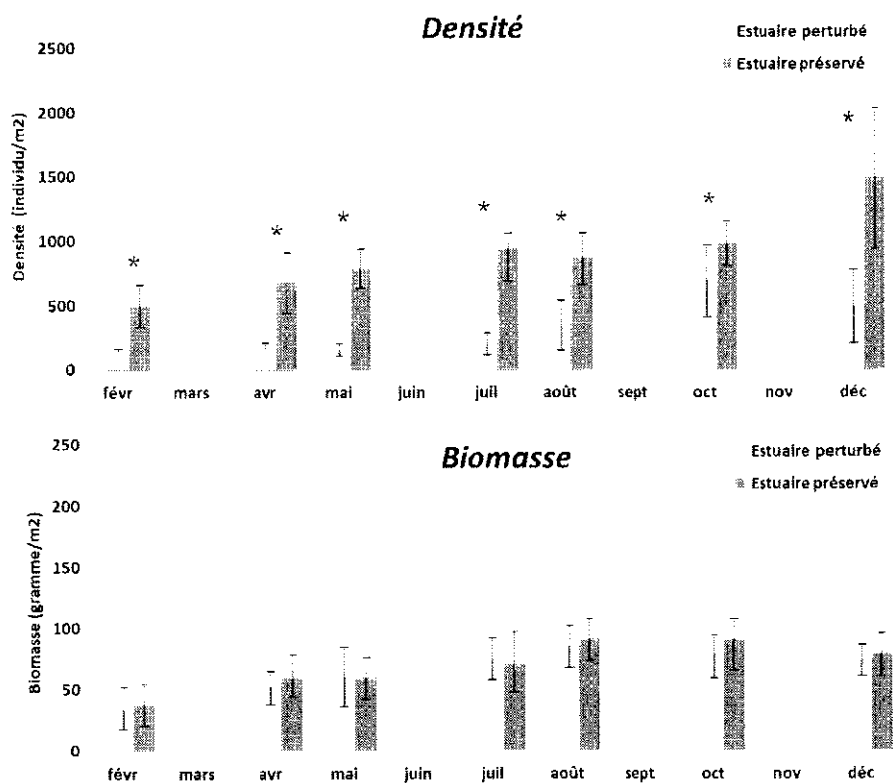 Densité
Estuaire perturbé
Estuaire préservé
Densité (individu/m2)
2500
2000
1500
1000
500
0
* * * * * * *
févr mars avr mai juin juil août sept oct nov déc
Biomasse
Estuaire perturbé
Estuaire préservé
Biomasse (gramme/m2)
250
200
150
100
50
0
févr mars avr mai juin juil août sept oct nov déc